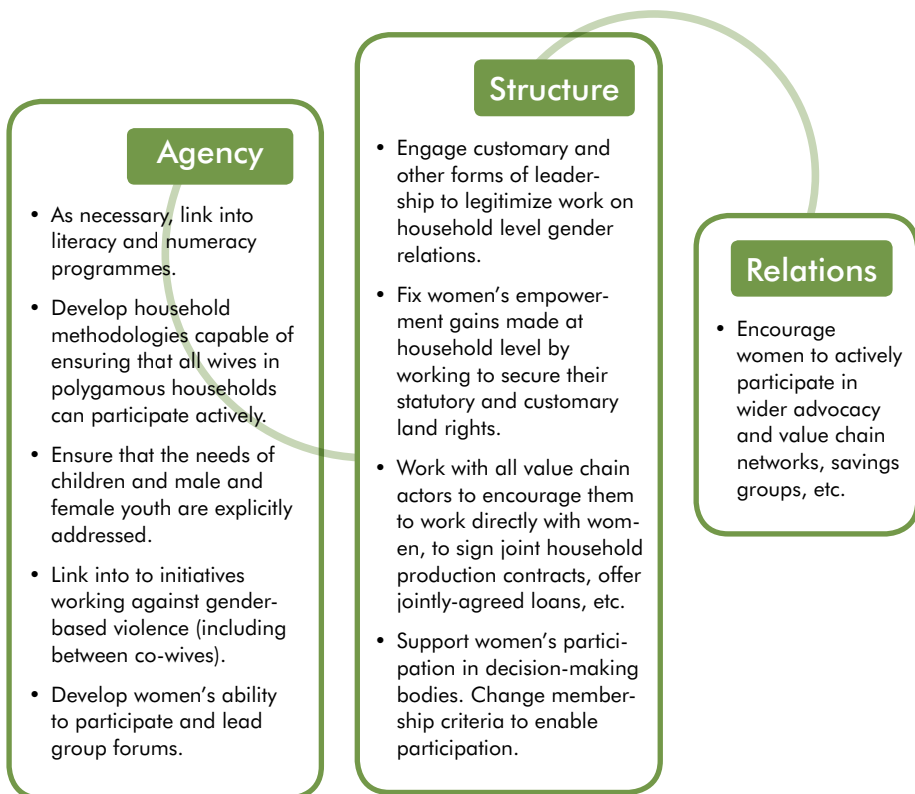 Agency
• As necessary, link into
literacy and numeracy
programmes.
• Develop household
methodologies capable of
ensuring that all wives in
polygamous households
can participate actively.
• Ensure that the needs of
children and male and
female youth are explicitly
addressed.
• Link into to initiatives
working against gender-
based violence (including
between co-wives).
• Develop women’s ability
to participate and lead
group forums.
Structure
• Engage customary and
other forms of leader-
ship to legitimize work on
household level gender
relations.
• Fix women’s empower-
ment gains made at
household level by
working to secure their
statutory and customary
land rights.
• Work with all value chain
actors to encourage them
to work directly with wom-
en, to sign joint household
production contracts, offer
jointly-agreed loans, etc.
• Support women’s partici-
pation in decision-making
bodies. Change member-
ship criteria to enable
participation.
Relations
• Encourage
women to actively
participate in
wider advocacy
and value chain
networks, savings
groups, etc.